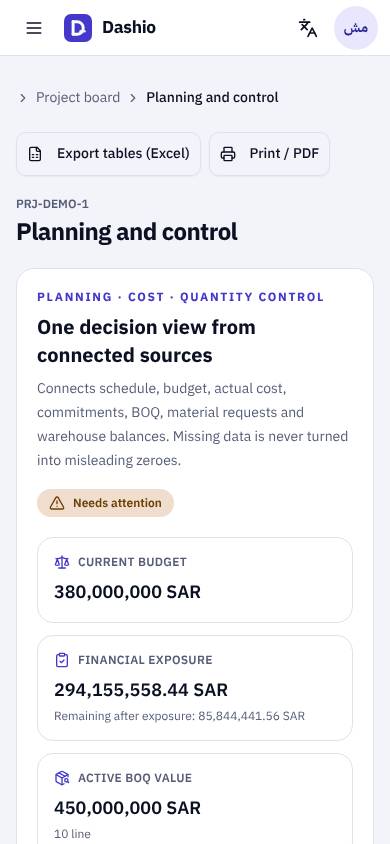 Dashio
مش
Project board
Planning and control
Export tables (Excel)
Print / PDF
PRJ-DEMO-1
Planning and control
PLANNING · COST · QUANTITY CONTROL
One decision view from
connected sources
Connects schedule, budget, actual cost,
commitments, BOQ, material requests and
warehouse balances. Missing data is never turned
into misleading zeroes.
Needs attention
CURRENT BUDGET
380,000,000 SAR
FINANCIAL EXPOSURE
294,155,558.44 SAR
Remaining after exposure: 85,844,441.56 SAR
ACTIVE BOQ VALUE
450,000,000 SAR
10 line